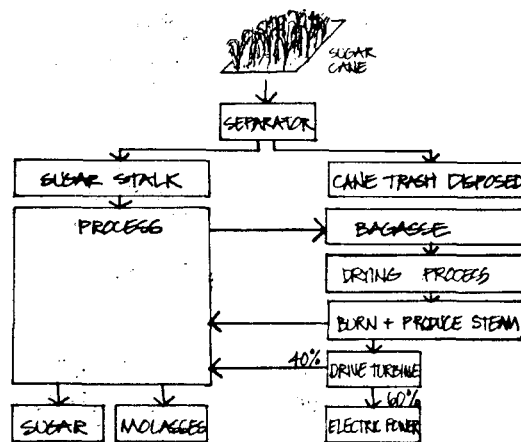 SUGAR
CANE
SEPARATOR
SUGAR STALK
CANE TRASH DISPOSED
PROCESS
BAGASSE
DRYING PROCESS
BURN + PRODUCE STEAM
40%
DRIVE TURBINE
60%
SUGAR
MOLASSES
ELECTRIC POWER